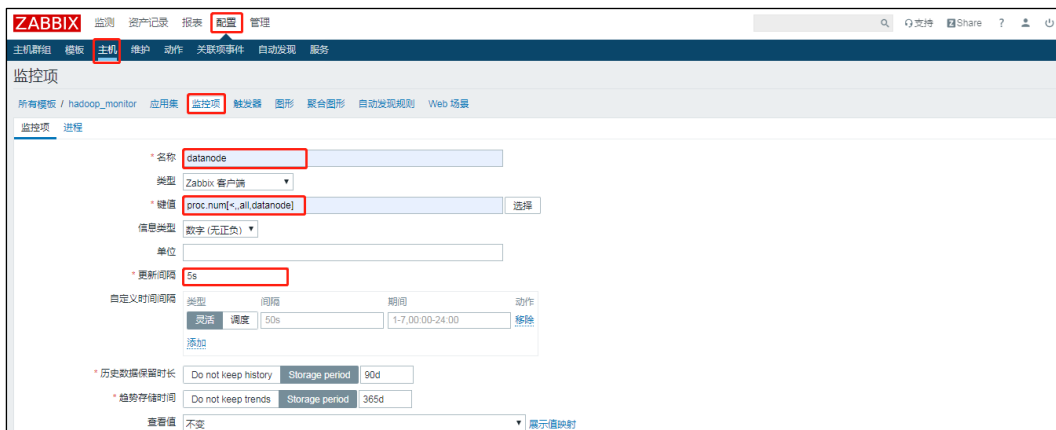 ZABBIX 监测 资产记录 报表 配置 管理 支持 Share ?
主机群组 模板 主机 维护 动作 关联项事件 自动发现 服务
监控项
所有模板 / hadoop_monitor 应用集 监控项 触发器 图形 聚合图形 自动发现规则 Web 场景
监控项 进程
* 名称 datanode
类型 Zabbix 客户端
* 键值 proc.num[<,,all,datanode] 选择
信息类型 数字 (无正负)
单位
* 更新间隔 5s
自定义时间间隔 类型 间隔 期间 动作
灵活 调度 50s 1-7,00:00-24:00 移除
添加
* 历史数据保留时长 Do not keep history Storage period 90d
* 趋势存储时间 Do not keep trends Storage period 365d
查看值 不变 展示值映射